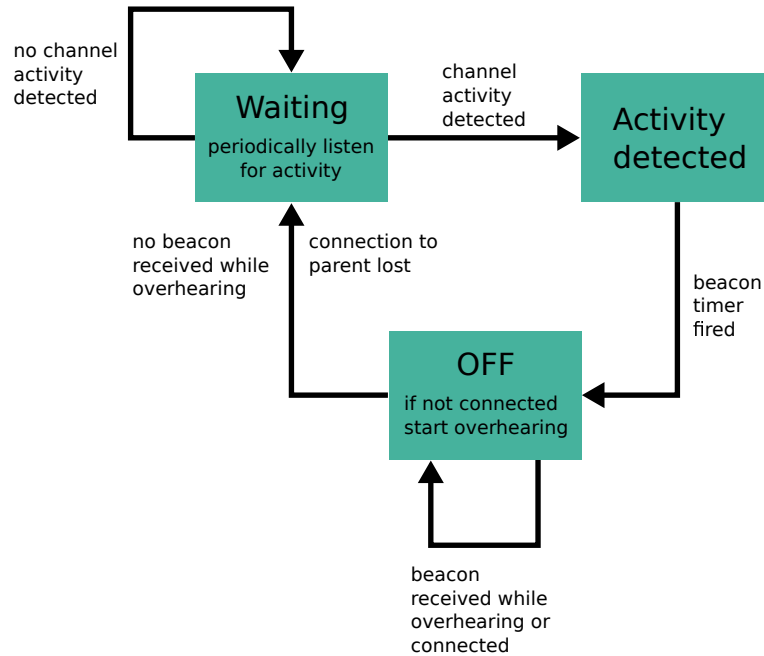 no channel
activity
detected
Waiting
periodically listen
for activity
channel
activity
detected
Activity
detected
no beacon
received while
overhearing
connection to
parent lost
beacon
timer
fired
OFF
if not connected
start overhearing
beacon
received while
overhearing or
connected